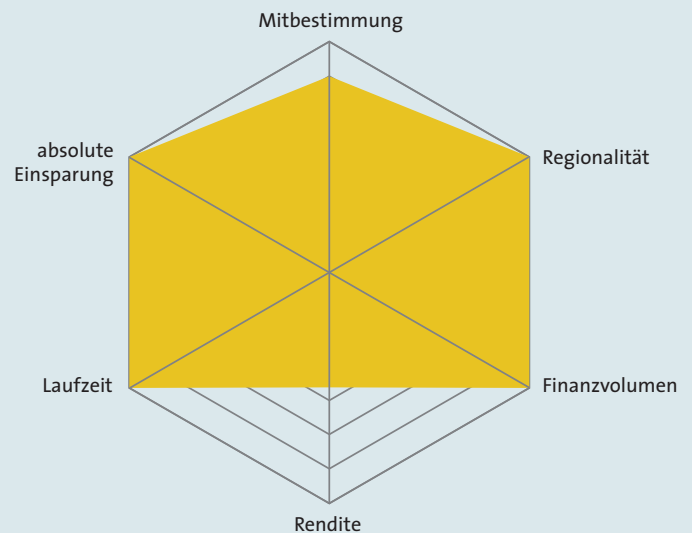 Mitbestimmung
absolute
Einsparung
Regionalität
Laufzeit
Finanzvolumen
Rendite